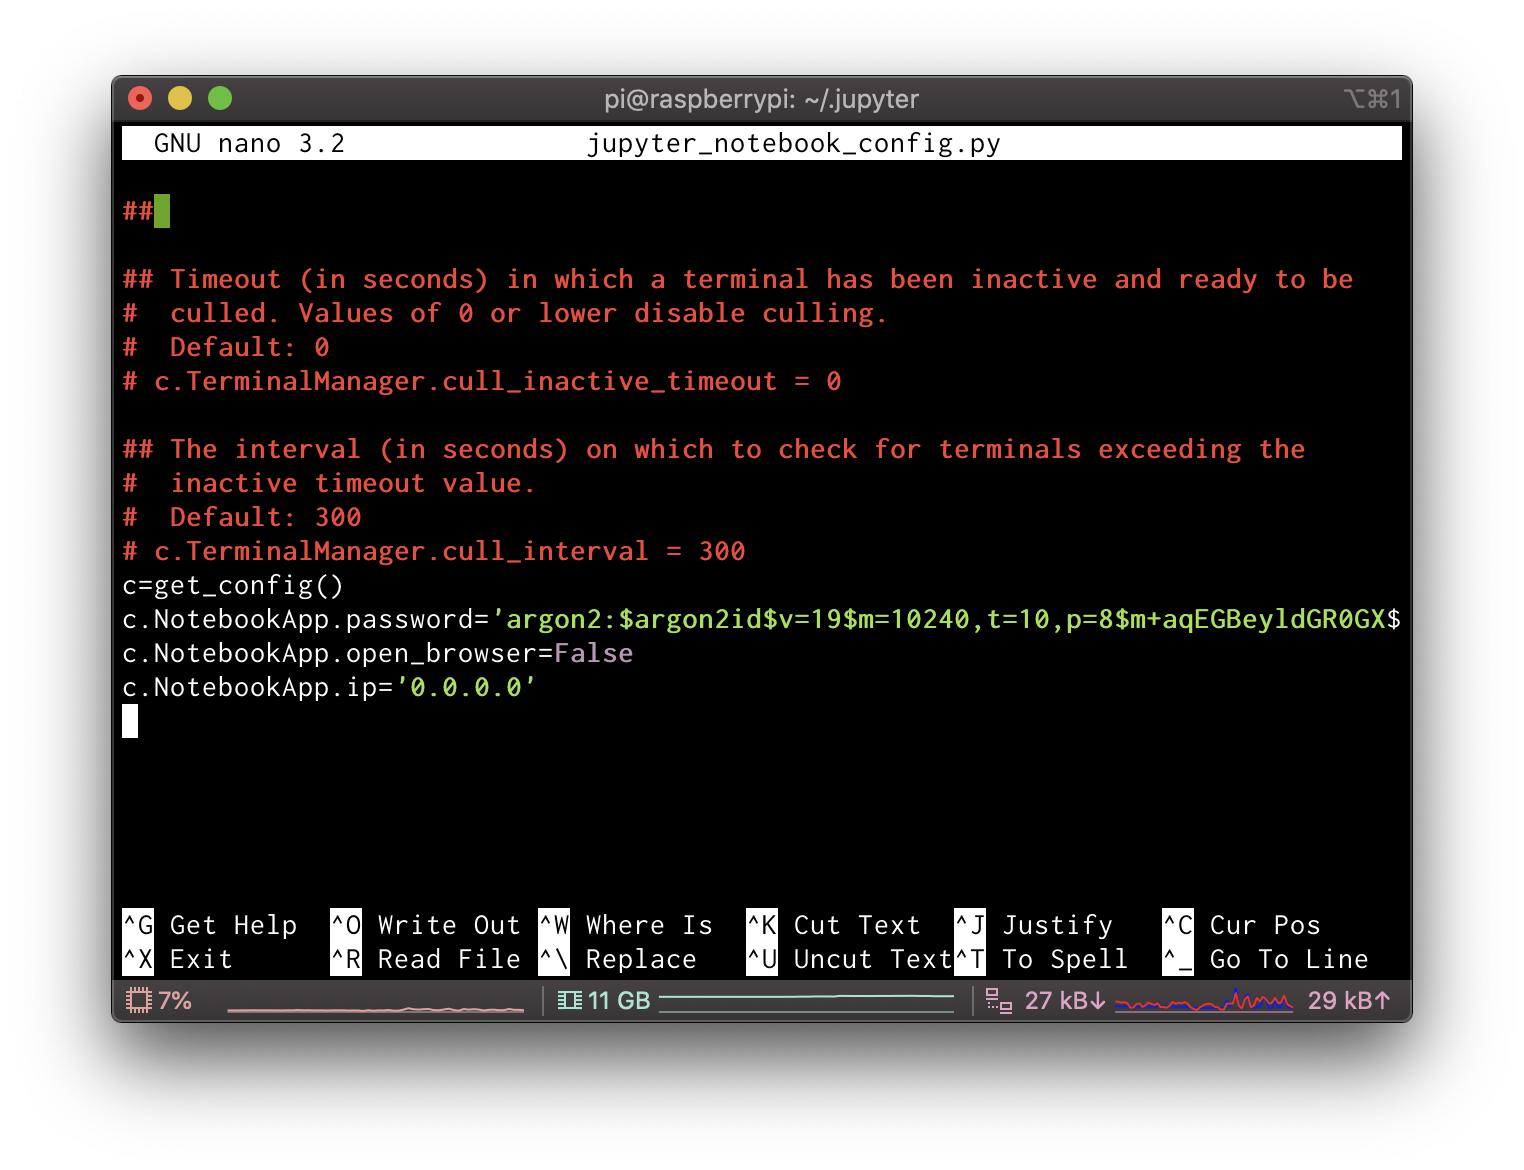 pi@raspberrypi: ~/.jupyter ⌥⌘1
GNU nano 3.2 jupyter_notebook_config.py
##
## Timeout (in seconds) in which a terminal has been inactive and ready to be
#  culled. Values of 0 or lower disable culling.
#  Default: 0
# c.TerminalManager.cull_inactive_timeout = 0
## The interval (in seconds) on which to check for terminals exceeding the
#  inactive timeout value.
#  Default: 300
# c.TerminalManager.cull_interval = 300
c=get_config()
c.NotebookApp.password='argon2:$argon2id$v=19$m=10240,t=10,p=8$m+aqEGBeyldGR0GX$
c.NotebookApp.open_browser=False
c.NotebookApp.ip='0.0.0.0'
^G Get Help ^O Write Out ^W Where Is ^K Cut Text ^J Justify ^C Cur Pos
^X Exit ^R Read File ^\ Replace ^U Uncut Text ^T To Spell ^_ Go To Line
7% 11 GB 27 kB↓ 29 kB↑